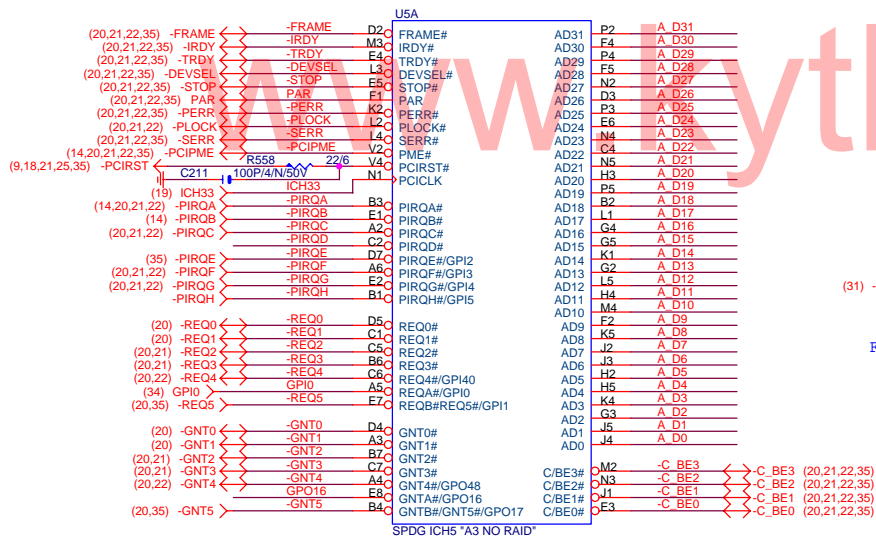 U5A
(20,21,22,35) -FRAME -FRAME D2 FRAME# AD31 P2 A_D31
(20,21,22,35) -IRDY -IRDY M3 IRDY# AD30 F4 A_D30
(20,21,22,35) -TRDY -TRDY E4 TRDY# AD29 P4 A_D29
(20,21,22,35) -DEVSEL -DEVSEL L3 DEVSEL# AD28 F5 A_D28
(20,21,22,35) -STOP -STOP E5 STOP# AD27 N2 A_D27
(20,21,22,35) PAR PAR F1 PAR AD26 D3 A_D26
(20,21,22,35) -PERR -PERR K2 PERR# AD25 P3 A_D25
(20,21,22) -PLOCK -PLOCK L2 PLOCK# AD24 E6 A_D24
(20,21,22,35) -SERR -SERR L4 SERR# AD23 N4 A_D23
(14,20,21,22,35) -PCIPME -PCIPME V2 PME# AD22 C4 A_D22
(9,18,21,25,35) -PCIRST R558 22/6 V4 PCIRST# AD21 N5 A_D21
C211 100P/4/N/50V N1 PCICLK AD20 H3 A_D20
(19) ICH33 ICH33 AD19 P5 A_D19
(14,20,21,22) -PIRQA -PIRQA B3 PIRQA# AD18 B2 A_D18
(14) -PIRQB -PIRQB E1 PIRQB# AD17 L1 A_D17
(20,21,22) -PIRQC -PIRQC A2 PIRQC# AD16 G4 A_D16
-PIRQD C2 PIRQD# AD15 G5 A_D15
(35) -PIRQE -PIRQE D7 PIRQE#/GPI2 AD14 K1 A_D14
(20,21,22) -PIRQF -PIRQF A6 PIRQF#/GPI3 AD13 G2 A_D13
(20,21,22) -PIRQG -PIRQG E2 PIRQG#/GPI4 AD12 L5 A_D12
-PIRQH -PIRQH B1 PIRQH#/GPI5 AD11 H4 A_D11
(31) -
AD10 M4 A_D10
(20) -REQ0 -REQ0 D5 REQ0# AD9 F2 A_D9
(20) -REQ1 -REQ1 C1 REQ1# AD8 K5 A_D8
(20,21) -REQ2 -REQ2 C5 REQ2# AD7 J2 A_D7
(20,21) -REQ3 -REQ3 B6 REQ3# AD6 J3 A_D6
(20,22) -REQ4 -REQ4 C6 REQ4#/GPI40 AD5 H2 A_D5
(34) GPI0 GPI0 A5 REQA#/GPI0 AD4 H5 A_D4
(20,35) -REQ5 -REQ5 E7 REQB#REQ5#/GPI1 AD3 K4 A_D3
AD2 G3 A_D2
(20) -GNT0 -GNT0 D4 GNT0# AD1 J5 A_D1
(20) -GNT1 -GNT1 A3 GNT1# AD0 J4 A_D0
(20,21) -GNT2 -GNT2 B7 GNT2#
(20,21) -GNT3 -GNT3 C7 GNT3# C/BE3# M2 -C_BE3 -C_BE3 (20,21,22,35)
(20,22) -GNT4 -GNT4 A4 GNT4#/GPO48 C/BE2# N3 -C_BE2 -C_BE2 (20,21,22,35)
GPO16 E8 GNTA#/GPO16 C/BE1# J1 -C_BE1 -C_BE1 (20,21,22,35)
(20,35) -GNT5 -GNT5 B4 GNTB#/GNT5#/GPO17 C/BE0# E3 -C_BE0 -C_BE0 (20,21,22,35)
SPDG ICH5 "A3 NO RAID"